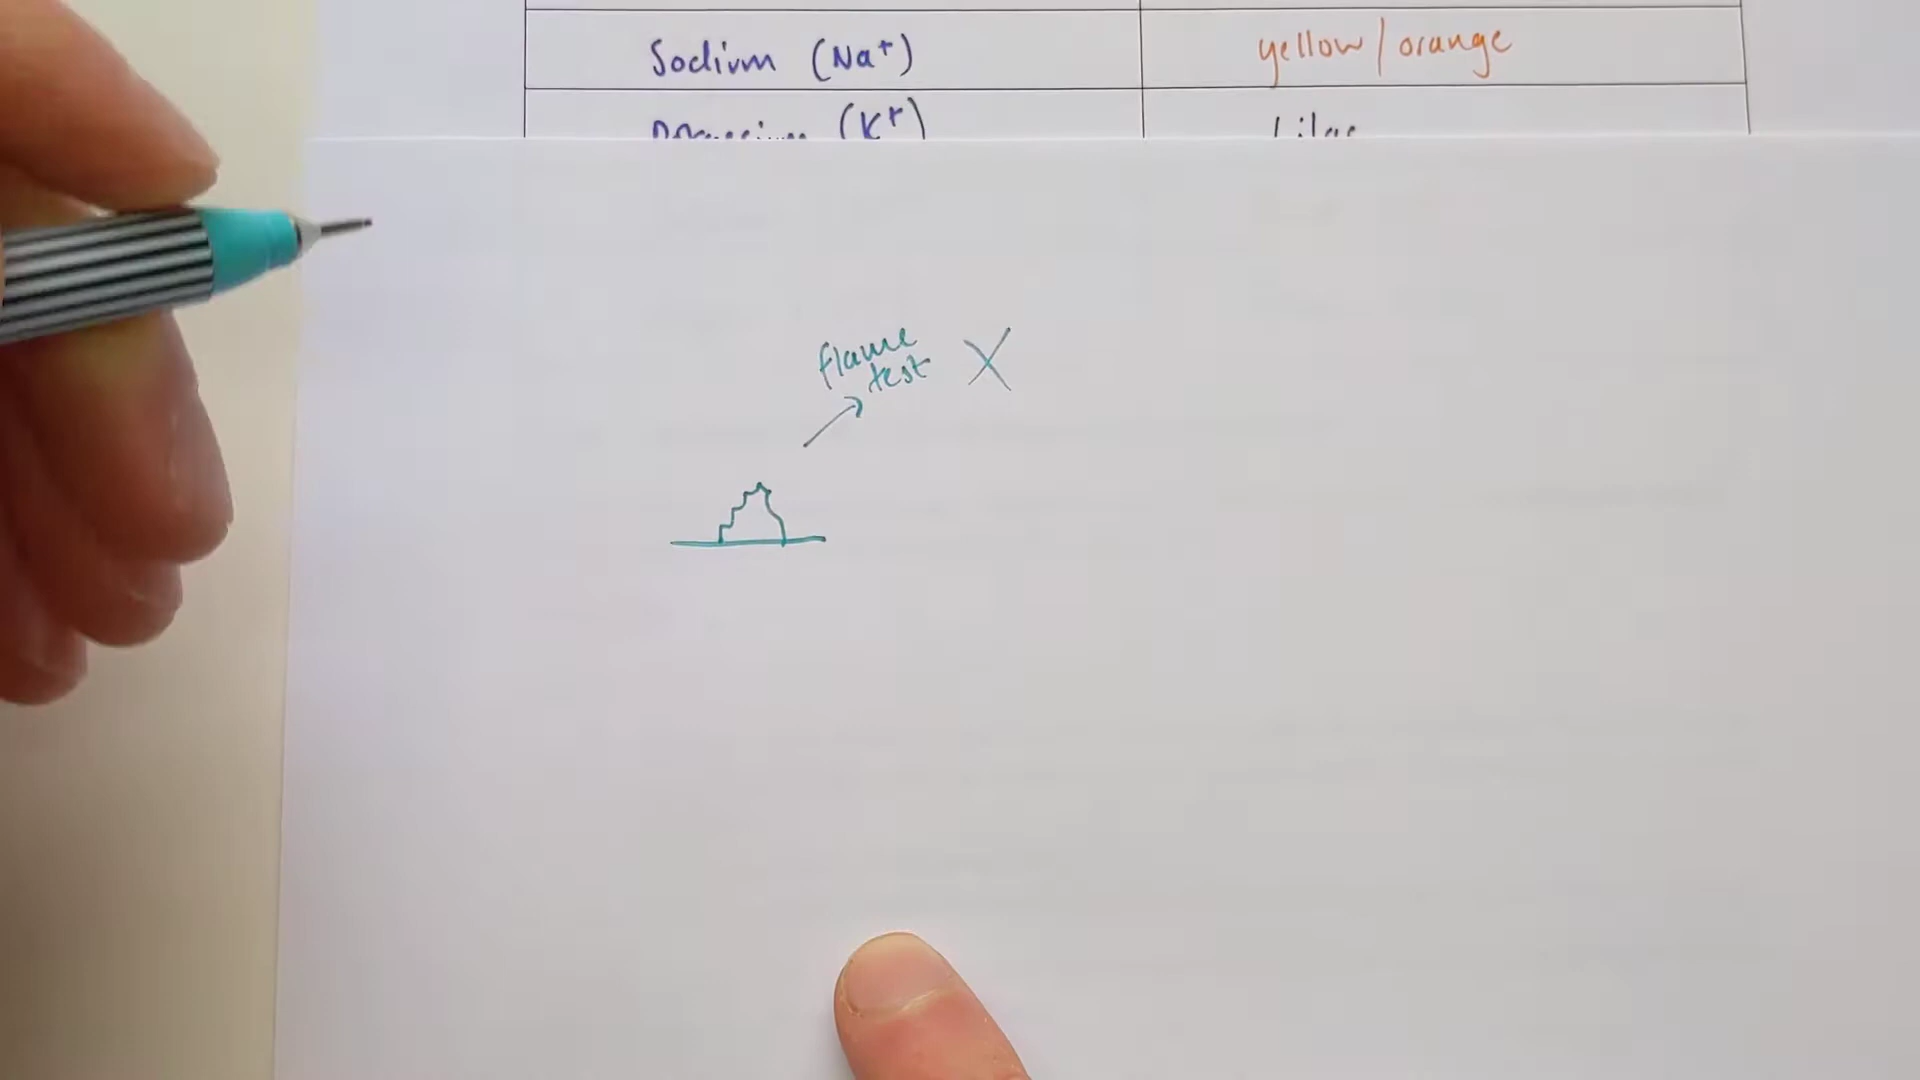 Sodium (Na⁺)
yellow / orange
(K⁺)
flame
test X